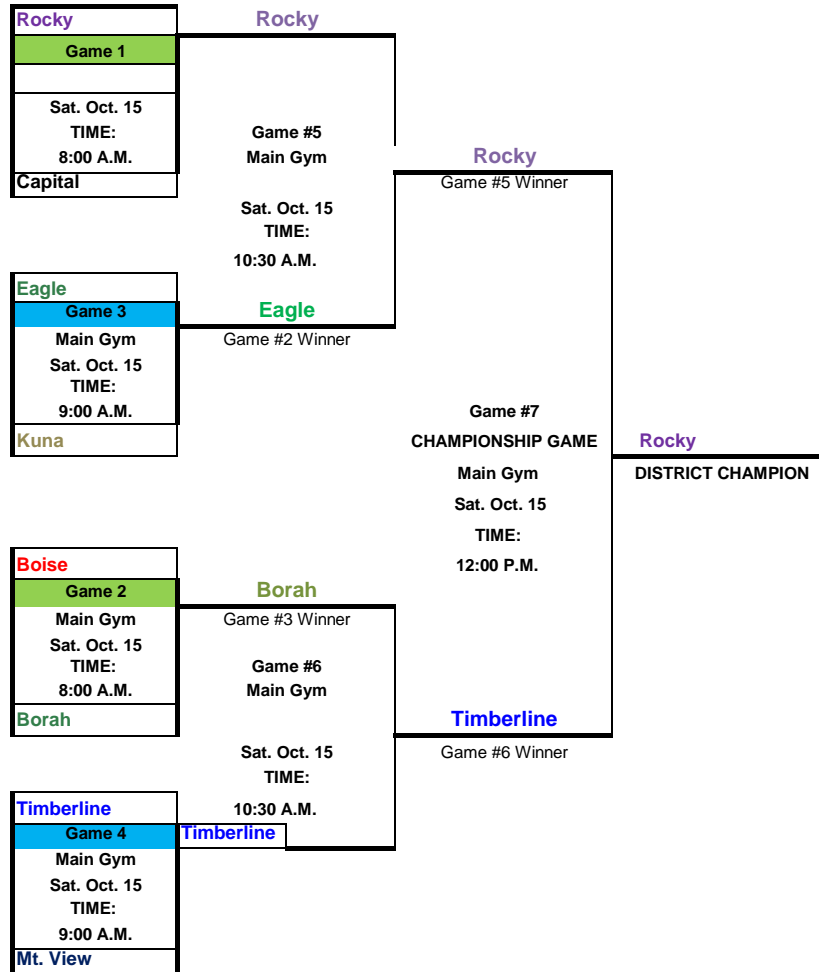 Rocky
Game 1
Sat. Oct. 15
TIME:
8:00 A.M.
Capital
Rocky
Game #5
Main Gym
Sat. Oct. 15
TIME:
10:30 A.M.
Eagle
Game 3
Main Gym
Sat. Oct. 15
TIME:
9:00 A.M.
Kuna
Eagle
Game #2 Winner
Rocky
Game #5 Winner
Game #7
CHAMPIONSHIP GAME
Main Gym
Sat. Oct. 15
TIME:
12:00 P.M.
Rocky
DISTRICT CHAMPION
Boise
Game 2
Main Gym
Sat. Oct. 15
TIME:
8:00 A.M.
Borah
Borah
Game #3 Winner
Game #6
Main Gym
Sat. Oct. 15
TIME:
10:30 A.M.
Timberline
Game #6 Winner
Timberline
Game 4
Main Gym
Sat. Oct. 15
TIME:
9:00 A.M.
Mt. View
Timberline